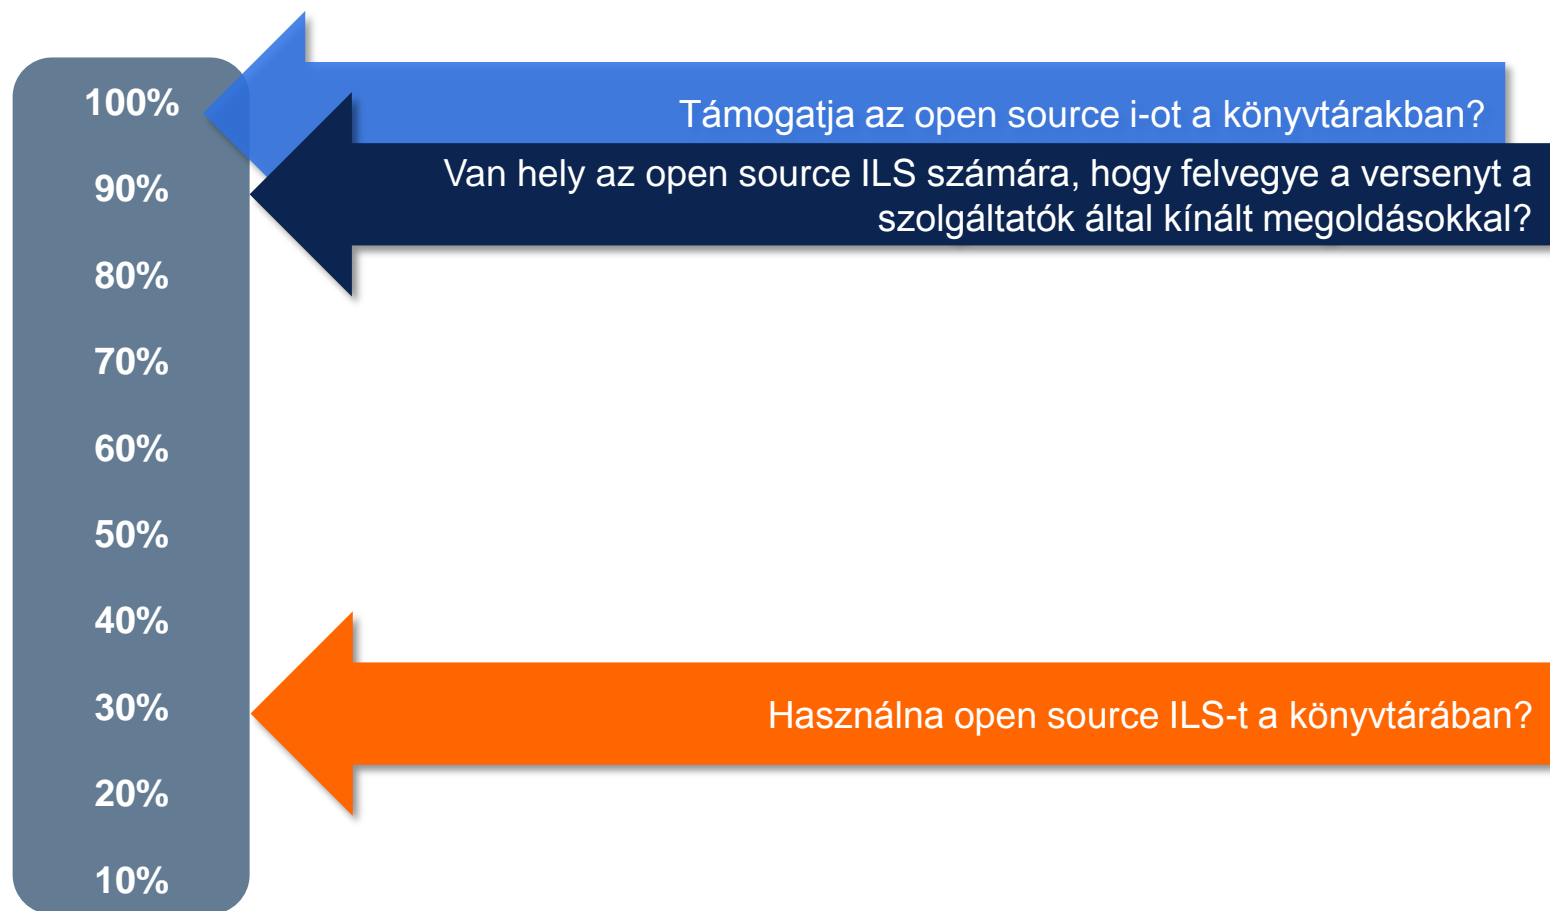 100%
Támogatja az open source i-ot a könyvtárakban?
90%
Van hely az open source ILS számára, hogy felvegye a versenyt a
szolgáltatók által kínált megoldásokkal?
80%
70%
60%
50%
40%
30%
Használna open source ILS-t a könyvtárában?
20%
10%